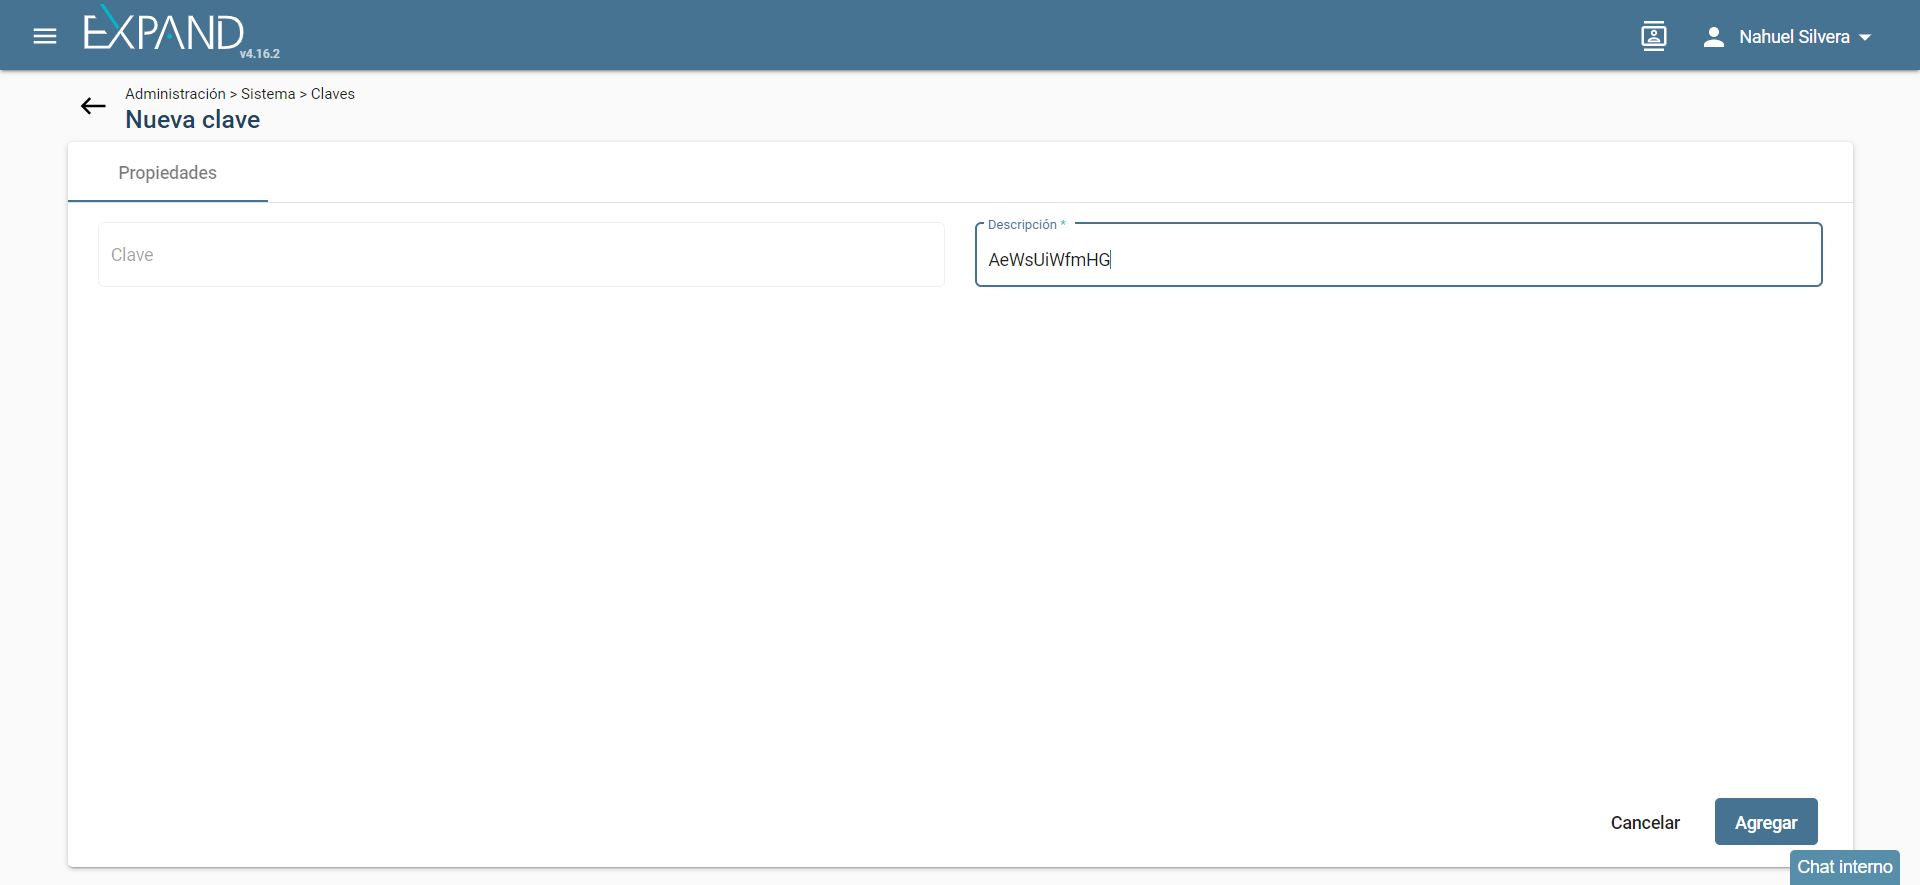 EXPAND
v4.16.2
Nahuel Silvera
Administración > Sistema > Claves
Nueva clave
Propiedades
Clave
Descripción *
AeWsUiWfmHG
Cancelar
Agregar
Chat interno